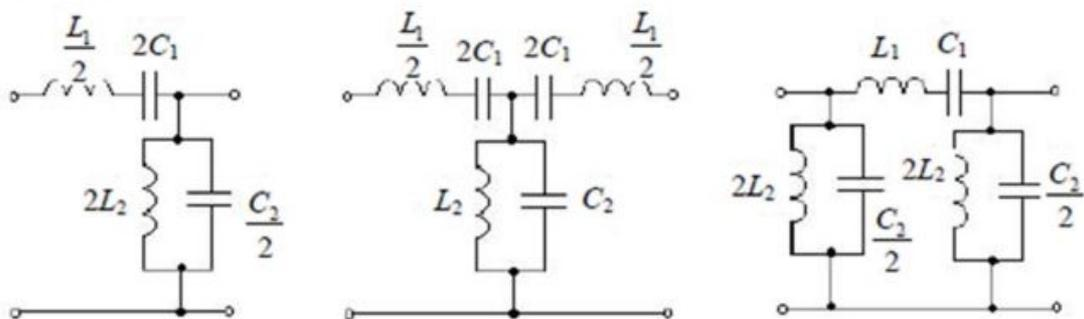 L₁/2 2C₁
2L₂ C₂/2
L₁/2 2C₁ 2C₁ L₁/2
L₂ C₂
L₁ C₁
2L₂ C₂/2 2L₂ C₂/2